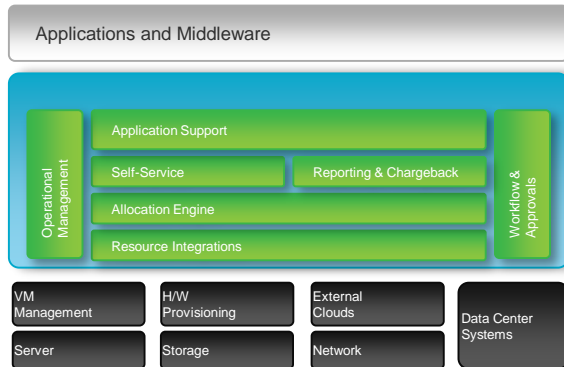 Applications and Middleware
Operational
Management
Application Support
Self-Service
Reporting & Chargeback
Allocation Engine
Resource Integrations
Workflow &
Approvals
VM
Management
H/W
Provisioning
External
Clouds
Data Center
Systems
Server
Storage
Network